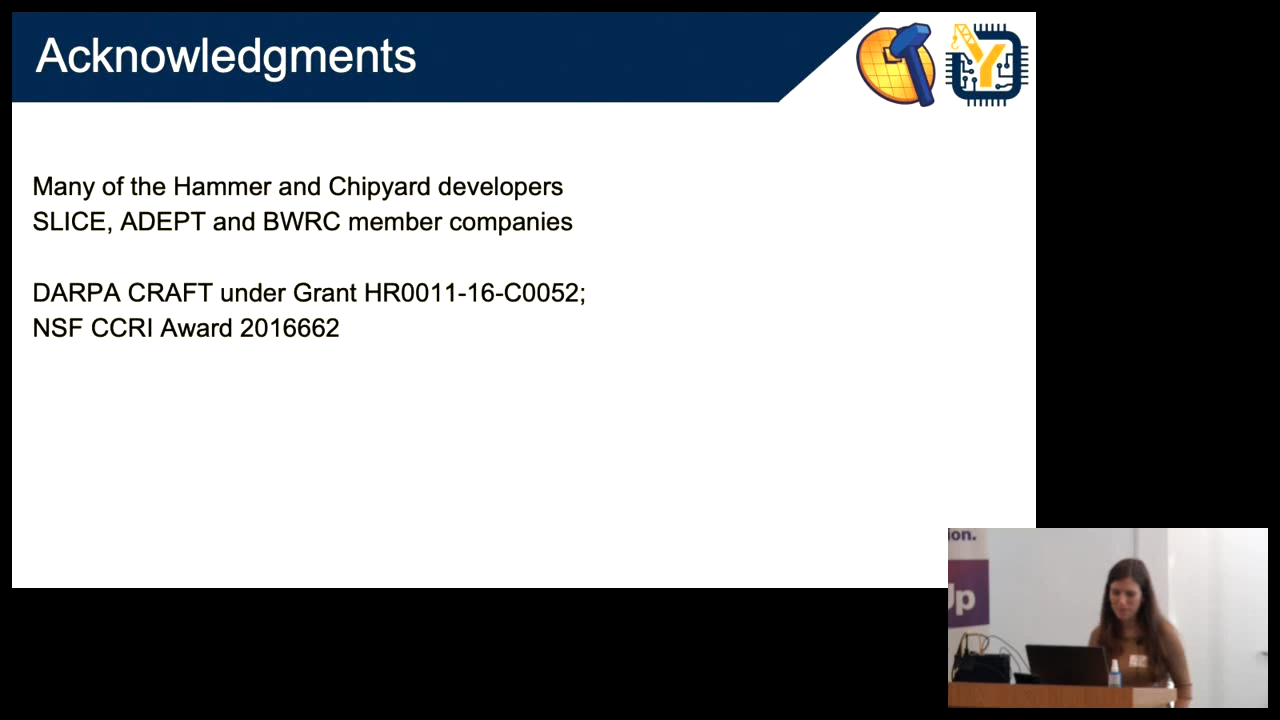 Acknowledgments
Many of the Hammer and Chipyard developers
SLICE, ADEPT and BWRC member companies
DARPA CRAFT under Grant HR0011-16-C0052;
NSF CCRI Award 2016662